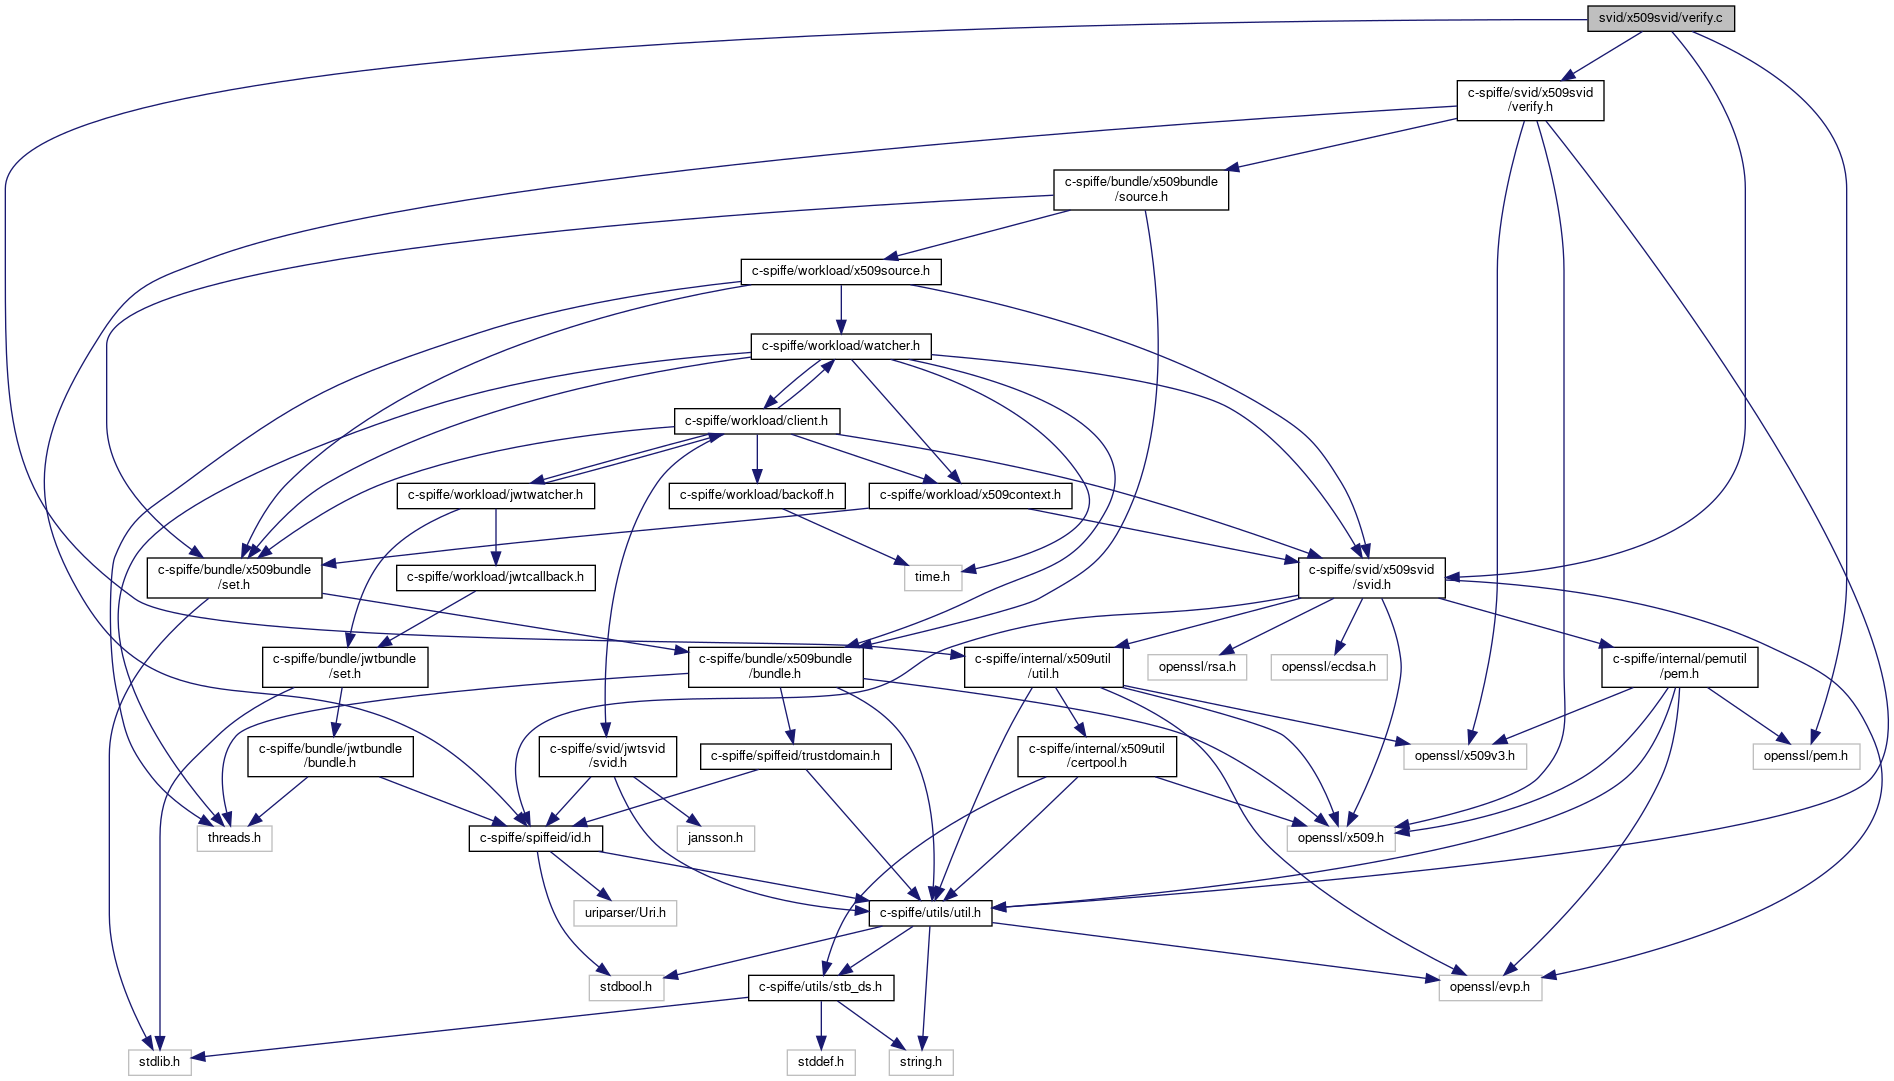 svid/x509svid/verify.c
c-spiffe/svid/x509svid
/verify.h
c-spiffe/bundle/x509bundle
/source.h
c-spiffe/workload/x509source.h
c-spiffe/workload/watcher.h
c-spiffe/workload/client.h
c-spiffe/workload/jwtwatcher.h
c-spiffe/workload/backoff.h
c-spiffe/workload/x509context.h
c-spiffe/bundle/x509bundle
/set.h
c-spiffe/workload/jwtcallback.h
time.h
c-spiffe/svid/x509svid
/svid.h
c-spiffe/bundle/jwtbundle
/set.h
c-spiffe/bundle/x509bundle
/bundle.h
c-spiffe/internal/x509util
/util.h
openssl/rsa.h
openssl/ecdsa.h
c-spiffe/internal/pemutil
/pem.h
c-spiffe/bundle/jwtbundle
/bundle.h
c-spiffe/svid/jwtsvid
/svid.h
c-spiffe/spiffeid/trustdomain.h
c-spiffe/internal/x509util
/certpool.h
openssl/x509v3.h
openssl/pem.h
threads.h
c-spiffe/spiffeid/id.h
jansson.h
openssl/x509.h
uriparser/Uri.h
c-spiffe/utils/util.h
stdbool.h
c-spiffe/utils/stb_ds.h
openssl/evp.h
stdlib.h
stddef.h
string.h